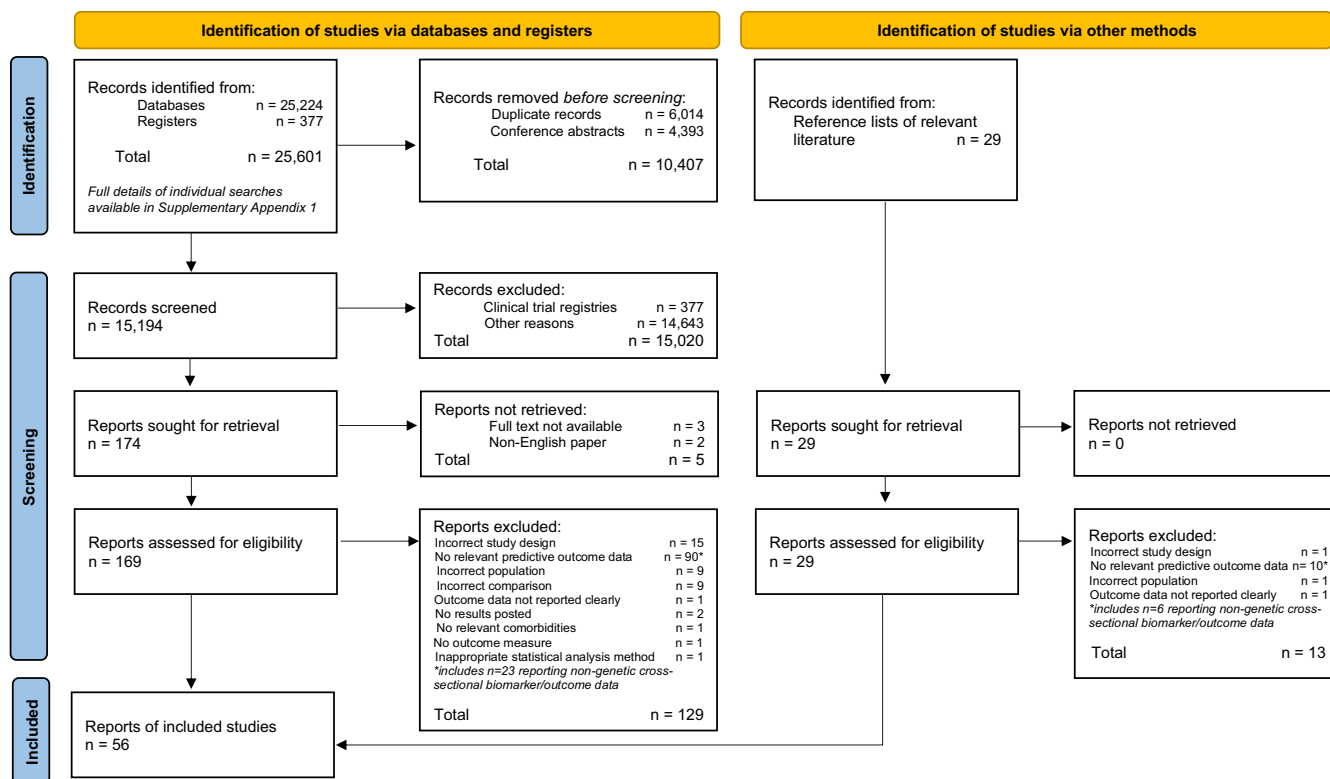 Identification of studies via databases and registers
Identification of studies via other methods
Identification
Records identified from:
Databases n = 25,224
Registers n = 377
Total n = 25,601
Full details of individual searches
available in Supplementary Appendix 1
Records removed before screening:
Duplicate records n = 6,014
Conference abstracts n = 4,393
Total n = 10,407
Records identified from:
Reference lists of relevant
literature n = 29
Screening
Records screened
n = 15,194
Records excluded:
Clinical trial registries n = 377
Other reasons n = 14,643
Total n = 15,020
Reports sought for retrieval
n = 174
Reports not retrieved:
Full text not available n = 3
Non-English paper n = 2
Total n = 5
Reports sought for retrieval
n = 29
Reports not retrieved
n = 0
Reports assessed for eligibility
n = 169
Reports excluded:
Incorrect study design n = 15
No relevant predictive outcome data n = 90*
Incorrect population n = 9
Incorrect comparison n = 9
Outcome data not reported clearly n = 1
No results posted n = 2
No relevant comorbidities n = 1
No outcome measure n = 1
Inappropriate statistical analysis method n = 1
*includes n=23 reporting non-genetic cross-
sectional biomarker/outcome data
Total n = 129
Reports assessed for eligibility
n = 29
Reports excluded:
Incorrect study design n = 1
No relevant predictive outcome data n= 10*
Incorrect population n = 1
Outcome data not reported clearly n = 1
*includes n=6 reporting non-genetic cross-
sectional biomarker/outcome data
Total n = 13
Included
Reports of included studies
n = 56